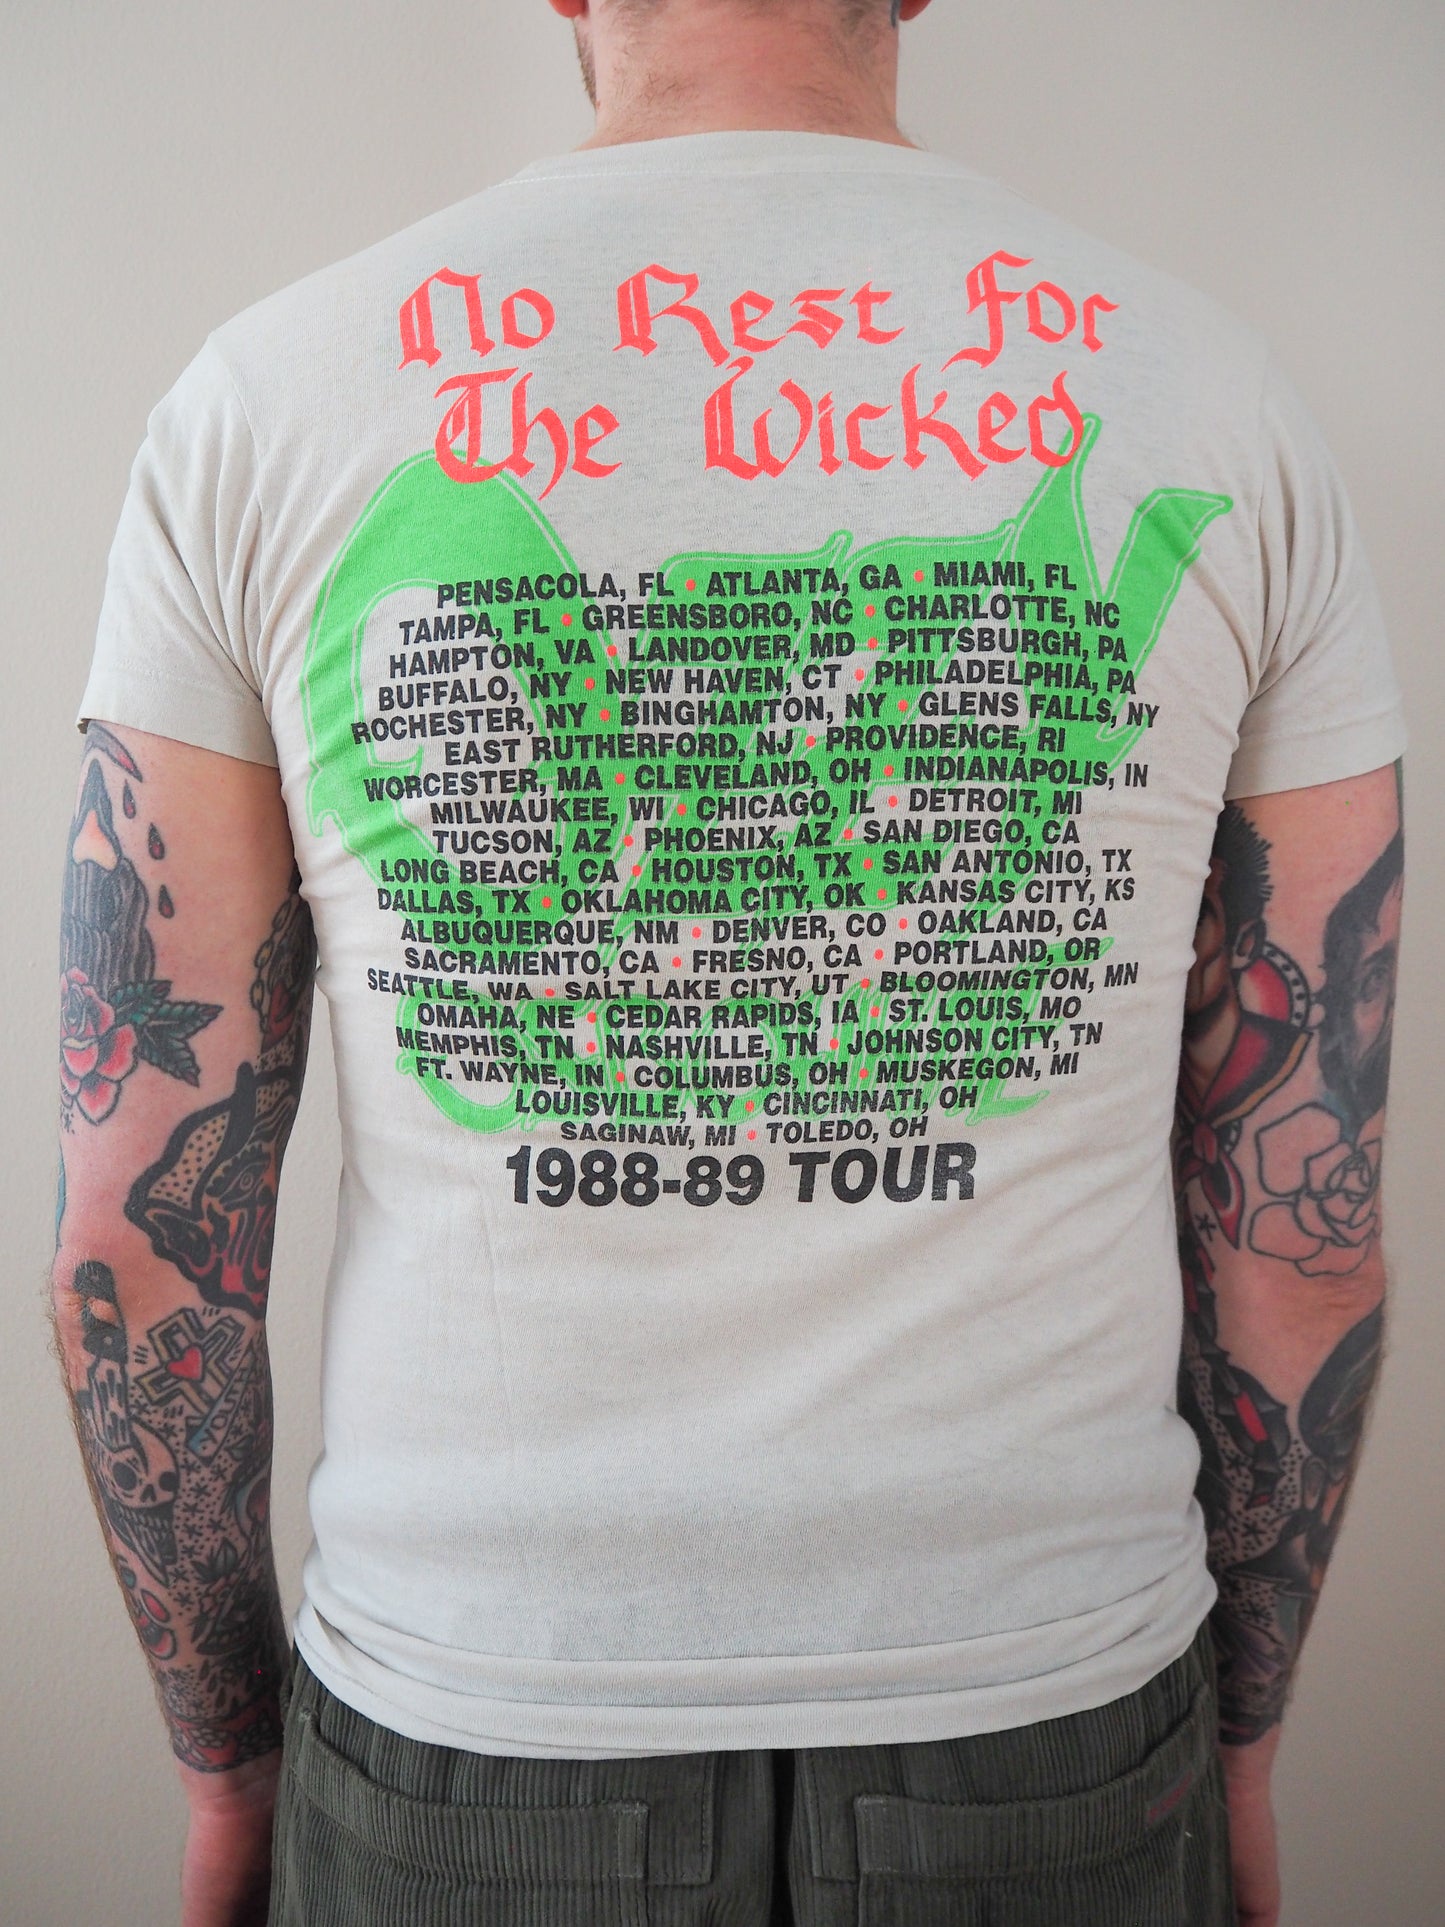 No Rest For
The Wicked
PENSACOLA, FL • ATLANTA, GA • MIAMI, FL
TAMPA, FL • GREENSBORO, NC • CHARLOTTE, NC
HAMPTON, VA • LANDOVER, MD • PITTSBURGH, PA
BUFFALO, NY • NEW HAVEN, CT • PHILADELPHIA, PA
ROCHESTER, NY • BINGHAMTON, NY • GLENS FALLS, NY
EAST RUTHERFORD, NJ • PROVIDENCE, RI
WORCESTER, MA • CLEVELAND, OH • INDIANAPOLIS, IN
MILWAUKEE, WI • CHICAGO, IL • DETROIT, MI
TUCSON, AZ • PHOENIX, AZ • SAN DIEGO, CA
LONG BEACH, CA • HOUSTON, TX • SAN ANTONIO, TX
DALLAS, TX • OKLAHOMA CITY, OK • KANSAS CITY, KS
ALBUQUERQUE, NM • DENVER, CO • OAKLAND, CA
SACRAMENTO, CA • FRESNO, CA • PORTLAND, OR
SEATTLE, WA • SALT LAKE CITY, UT • BLOOMINGTON, MN
OMAHA, NE • CEDAR RAPIDS, IA • ST. LOUIS, MO
MEMPHIS, TN • NASHVILLE, TN • JOHNSON CITY, TN
FT. WAYNE, IN • COLUMBUS, OH • MUSKEGON, MI
LOUISVILLE, KY • CINCINNATI, OH
SAGINAW, MI • TOLEDO, OH
1988-89 TOUR
OZZY
YOUTH